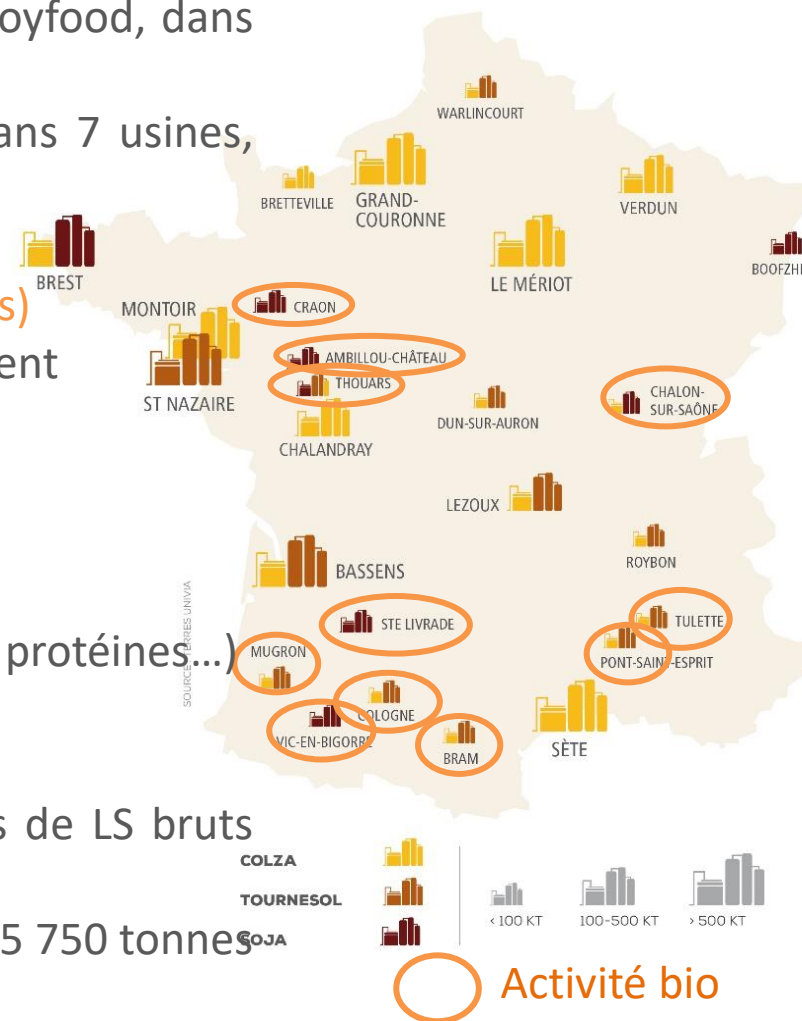 oyfood, dans
WARLINCOURT
ans 7 usines,
BRETTEVILLE
GRAND-
COURONNE
VERDUN
BREST
LE MÉRIOT
BOOFZHE
s)
MONTOIR
CRAON
ent
AMBILLOU-CHÂTEAU
THOUARS
CHALON-
SUR-SAÔNE
ST NAZAIRE
DUN-SUR-AURON
CHALANDRAY
LEZOUX
ROYBON
BASSENS
SOURCE : TERRES UNIVIA
STE LIVRADE
TULETTE
protéines…)
MUGRON
PONT-SAINT-ESPRIT
COLOGNE
VIC-EN-BIGORRE
BRAM
SÈTE
s de LS bruts
COLZA
TOURNESOL
< 100 KT 100-500 KT > 500 KT
5 750 tonnes
SOJA
Activité bio